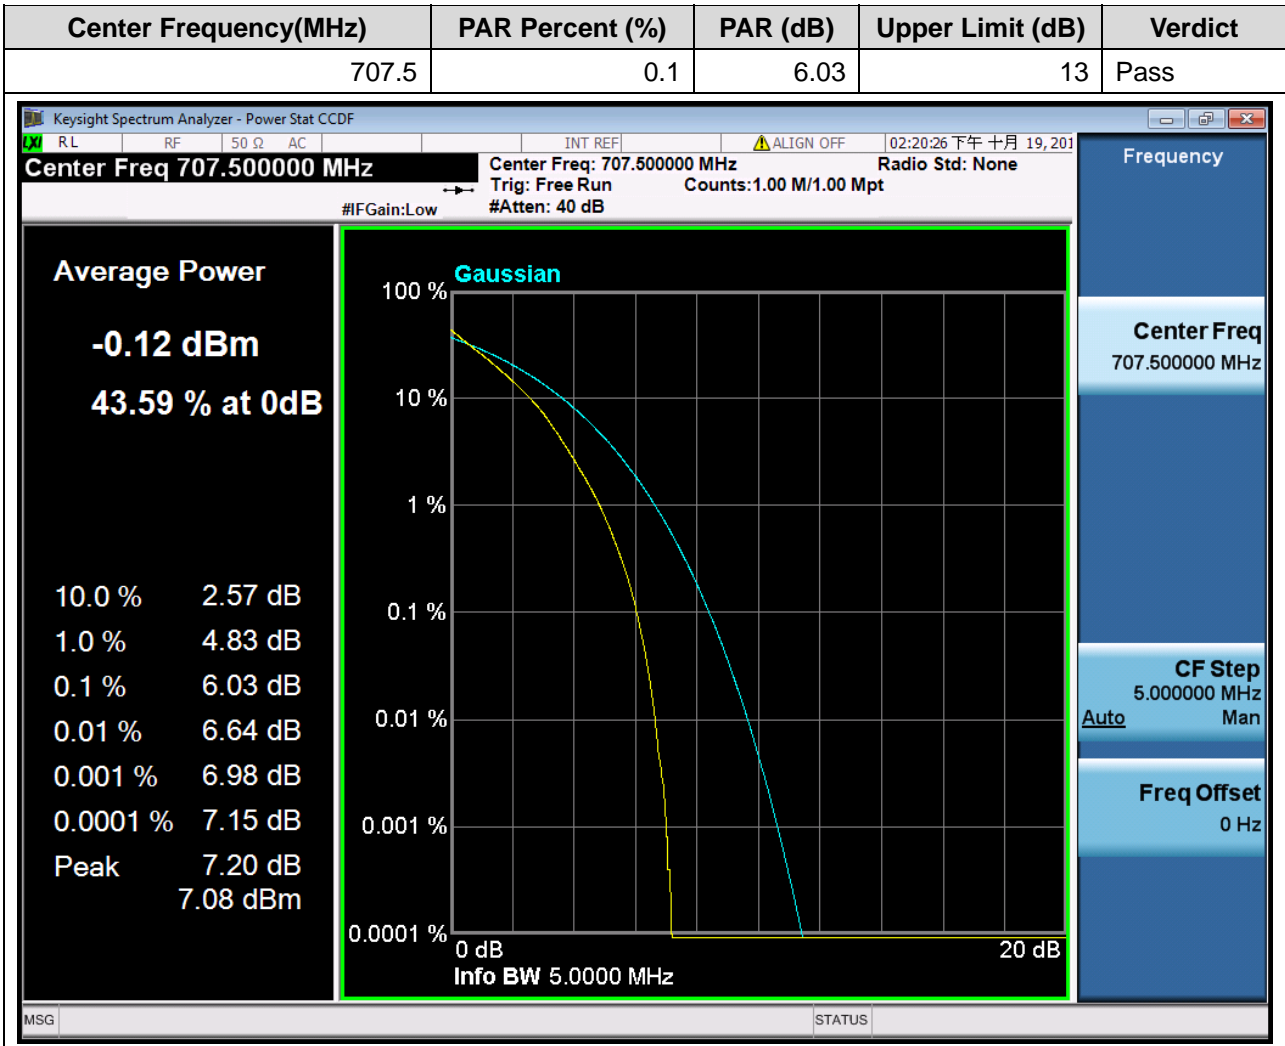 Center Frequency(MHz) PAR Percent (%) PAR (dB) Upper Limit (dB) Verdict
707.5 0.1 6.03 13 Pass
Keysight Spectrum Analyzer - Power Stat CCDF
LXI RL RF 50 Ω AC INT REF ALIGN OFF 02:20:26 下午 十月 19, 201
Center Freq 707.500000 MHz
Center Freq: 707.500000 MHz Radio Std: None
Trig: Free Run Counts:1.00 M/1.00 Mpt
#IFGain:Low #Atten: 40 dB
Average Power
-0.12 dBm
43.59 % at 0dB
10.0 % 2.57 dB
1.0 % 4.83 dB
0.1 % 6.03 dB
0.01 % 6.64 dB
0.001 % 6.98 dB
0.0001 % 7.15 dB
Peak 7.20 dB
7.08 dBm
Gaussian
100 %
10 %
1 %
0.1 %
0.01 %
0.001 %
0.0001 %
0 dB 20 dB
Info BW 5.0000 MHz
Frequency
Center Freq
707.500000 MHz
CF Step
5.000000 MHz
Auto Man
Freq Offset
0 Hz
MSG STATUS